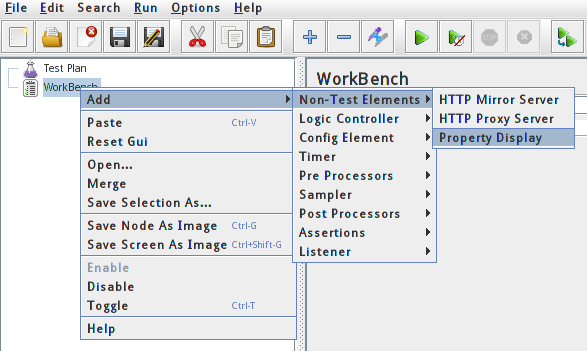 File Edit Search Run Options Help
Test Plan
WorkBench
WorkBench
Add
Paste Ctrl-V
Reset Gui
Open...
Merge
Save Selection As...
Save Node As Image Ctrl-G
Save Screen As Image Ctrl+Shift-G
Enable
Disable
Toggle Ctrl-T
Help
Non-Test Elements
Logic Controller
Config Element
Timer
Pre Processors
Sampler
Post Processors
Assertions
Listener
HTTP Mirror Server
HTTP Proxy Server
Property Display